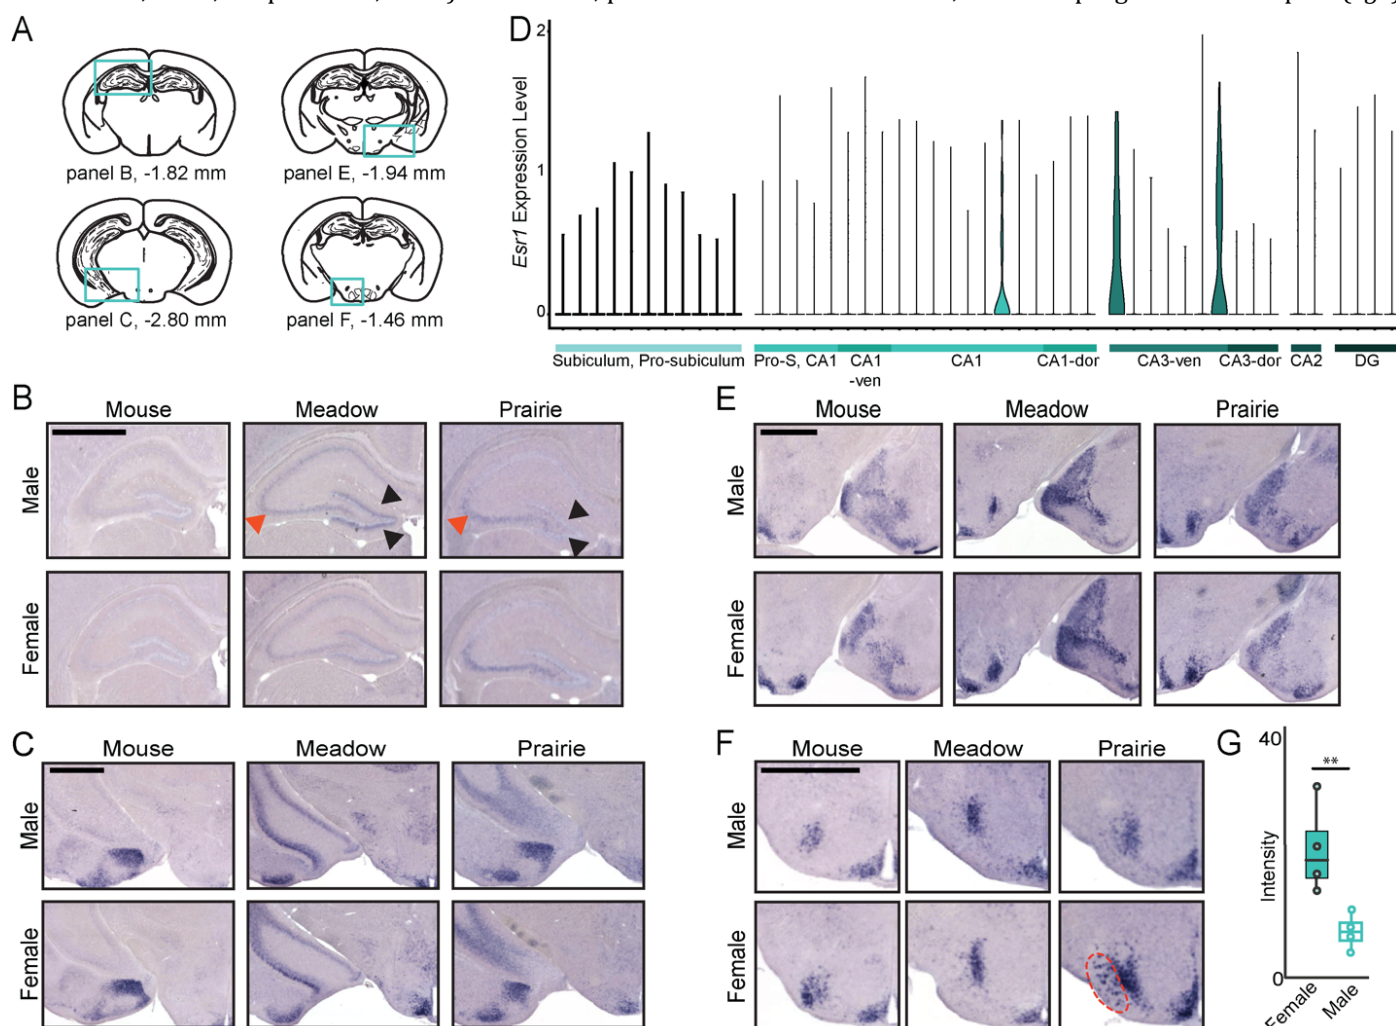 A
panel B, -1.82 mm
panel E, -1.94 mm
panel C, -2.80 mm
panel F, -1.46 mm
D
Esr1 Expression Level
2
1
0
Subiculum, Pro-subiculum
Pro-S, CA1
CA1
-ven
CA1
CA1-dor
CA3-ven
CA3-dor
CA2
DG
B
Mouse
Meadow
Prairie
Male
Female
C
Mouse
Meadow
Prairie
Male
Female
E
Mouse
Meadow
Prairie
Male
Female
F
Mouse
Meadow
Prairie
Male
Female
G
40
**
Intensity
0
Female
Male